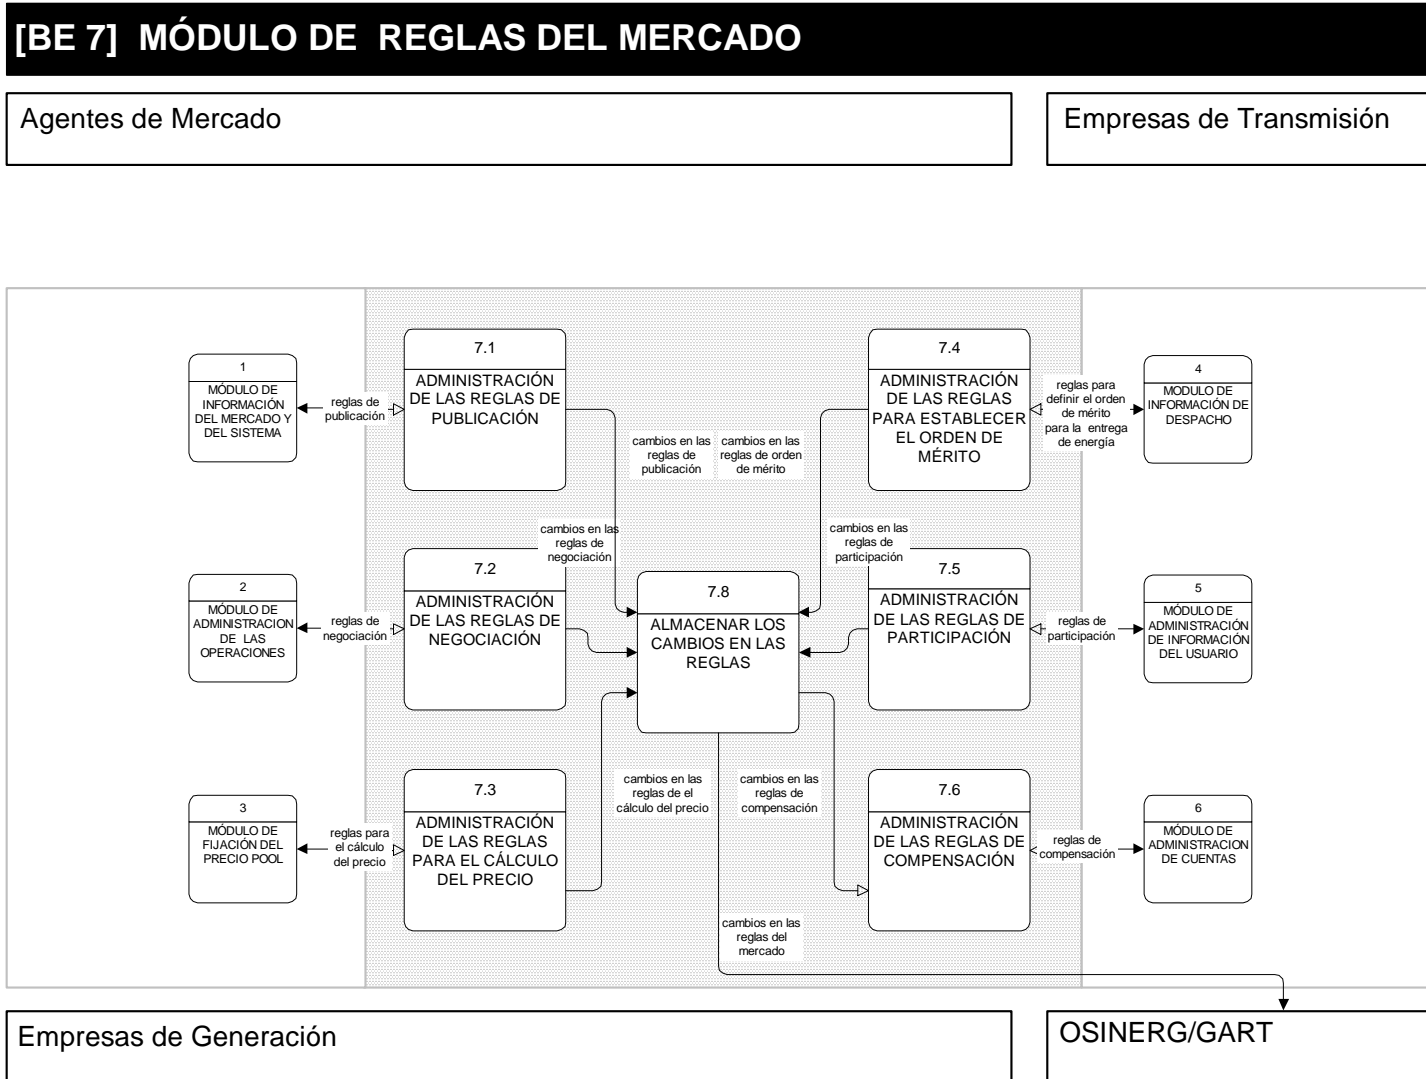 [BE 7]  MÓDULO DE  REGLAS DEL MERCADO
Agentes de Mercado
Empresas de Transmisión
1
MÓDULO DE
INFORMACIÓN
DEL MERCADO Y
DEL SISTEMA
reglas de
publicación
7.1
ADMINISTRACIÓN
DE LAS REGLAS DE
PUBLICACIÓN
cambios en las
reglas de
publicación
cambios en las
reglas de orden
de mérito
7.4
ADMINISTRACIÓN
DE LAS REGLAS
PARA ESTABLECER
EL ORDEN DE
MÉRITO
reglas para
definir el orden
de mérito
para la  entrega
de energía
4
MODULO DE
INFORMACIÓN DE
DESPACHO
2
MÓDULO DE
ADMINISTRACION
DE  LAS
OPERACIONES
reglas de
negociación
7.2
ADMINISTRACIÓN
DE LAS REGLAS DE
NEGOCIACIÓN
cambios en las
reglas de
negociación
7.8
ALMACENAR LOS
CAMBIOS EN LAS
REGLAS
cambios en las
reglas de
participación
7.5
ADMINISTRACIÓN
DE LAS REGLAS DE
PARTICIPACIÓN
reglas de
participación
5
MÓDULO DE
ADMINISTRACIÓN
DE INFORMACIÓN
DEL USUARIO
3
MÓDULO DE
FIJACIÓN DEL
PRECIO POOL
reglas para
el cálculo
del precio
7.3
ADMINISTRACIÓN
DE LAS REGLAS
PARA EL CÁLCULO
DEL PRECIO
cambios en las
reglas de el
cálculo del precio
cambios en las
reglas de
compensación
7.6
ADMINISTRACIÓN
DE LAS REGLAS DE
COMPENSACIÓN
reglas de
compensación
6
MÓDULO DE
ADMINISTRACION
DE CUENTAS
cambios en las
reglas del
mercado
Empresas de Generación
OSINERG/GART